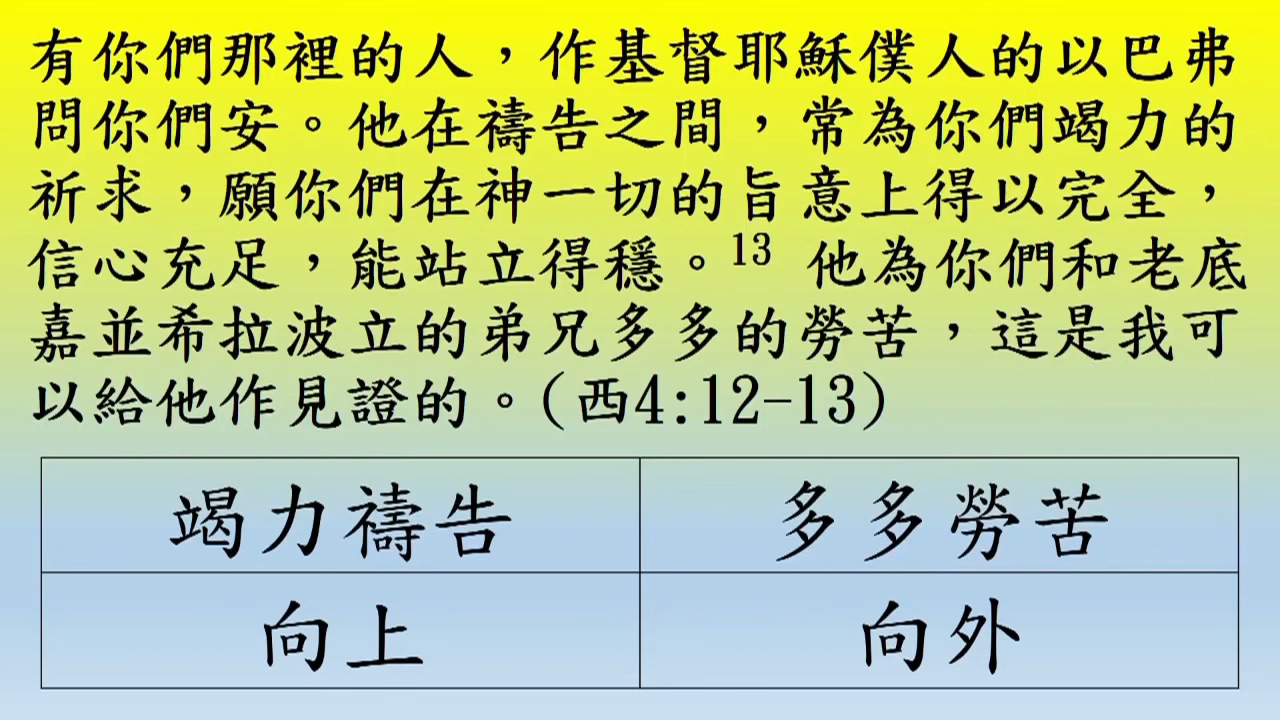 有你們那裡的人，作基督耶穌僕人的以巴弗
問你們安。他在禱告之間，常為你們竭力的
祈求，願你們在神一切的旨意上得以完全，
信心充足，能站立得穩。13 他為你們和老底
嘉並希拉波立的弟兄多多的勞苦，這是我可
以給他作見證的。(西4:12-13)
竭力禱告 多多勞苦
向上 向外